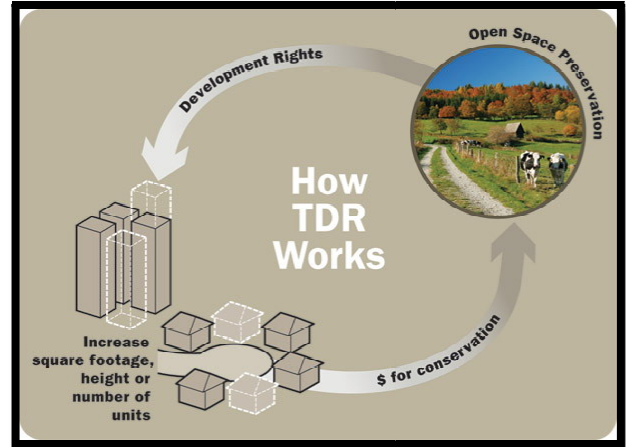 Open Space Preservation
Development Rights
How
TDR
Works
Increase
square footage,
height or
number of
units
$ for conservation